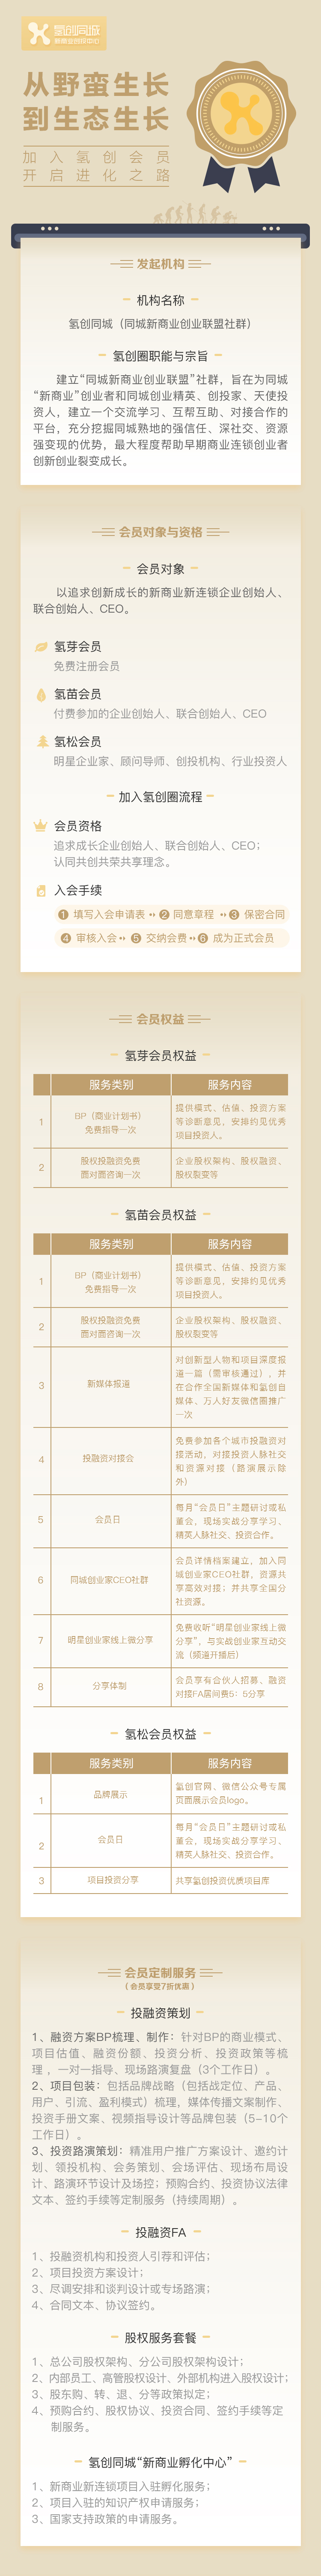 氢创同城
新商业创研中心
从野蛮生长
到生态生长
加入氢创会员
开启进化之路
发起机构
机构名称
氢创同城（同城新商业创业联盟社群）
氢创圈职能与宗旨
建立“同城新商业创业联盟”社群，旨在为同城
“新商业”创业者和同城创业精英、创投家、天使投
资人，建立一个交流学习、互帮互助、对接合作的
平台，充分挖掘同城熟地的强信任、深社交、资源
强变现的优势，最大程度帮助早期商业连锁创业者
创新创业裂变成长。
会员对象与资格
会员对象
以追求创新成长的新商业新连锁企业创始人、
联合创始人、CEO。
氢芽会员
免费注册会员
氢苗会员
付费参加的企业创始人、联合创始人、CEO
氢松会员
明星企业家、顾问导师、创投机构、行业投资人
加入氢创圈流程
会员资格
追求成长企业创始人、联合创始人、CEO；
认同共创共荣共享理念。
入会手续
1 填写入会申请表 2 同意章程 3 保密合同
4 审核入会 5 交纳会费 6 成为正式会员
会员权益
氢芽会员权益
服务类别 服务内容
1 BP（商业计划书）
免费指导一次
提供模式、估值、投资方案
等诊断意见，安排约见优秀
项目投资人。
2 股权投融资免费
面对面咨询一次
企业股权架构、股权融资、
股权裂变等
氢苗会员权益
服务类别 服务内容
1 BP（商业计划书）
免费指导一次
提供模式、估值、投资方案
等诊断意见，安排约见优秀
项目投资人。
2 股权投融资免费
面对面咨询一次
企业股权架构、股权融资、
股权裂变等
3 新媒体报道
对创新型人物和项目深度报
道一篇（需审核通过），并
在合作全国新媒体和氢创自
媒体、万人好友微信圈推广
一次
4 投融资对接会
免费参加各个城市投融资对
接活动，对接投资人脉社交
和资源对接（路演展示除
外）
5 会员日
每月“会员日”主题研讨或私
董会，现场实战分享学习、
精英人脉社交、投资合作。
6 同城创业家CEO社群
会员详情档案建立，加入同
城创业家CEO社群，资源共
享高效对接；并共享全国分
社资源。
7 明星创业家线上微分享
免费收听“明星创业家线上微
分享”，与实战创业家互动交
流（频道开播后）
8 分享体制
会员享有合伙人招募、融资
对接FA居间费5：5分享
氢松会员权益
服务类别 服务内容
1 品牌展示
氢创官网、微信公众号专属
页面展示会员logo。
2 会员日
每月“会员日”主题研讨或私
董会，现场实战分享学习、
精英人脉社交、投资合作。
3 项目投资分享 共享氢创投资优质项目库
会员定制服务
（会员享受7折优惠）
投融资策划
1、融资方案BP梳理、制作：针对BP的商业模式、
项目估值、融资份额、投资分析、投资政策等梳
理，一对一指导、现场路演复盘（3个工作日）。
2、项目包装：包括品牌战略（包括战定位、产品、
用户、引流、盈利模式）梳理，媒体传播文案制作、
投资手册文案、视频指导设计等品牌包装（5-10个
工作日）。
3、投资路演策划：精准用户推广方案设计、邀约计
划、领投机构、会务策划、会场评估、现场布局设
计、路演环节设计及场控；预购合约、投资协议法律
文本、签约手续等定制服务（持续周期）。
投融资FA
1、投融资机构和投资人引荐和评估；
2、项目投资方案设计；
3、尽调安排和谈判设计或专场路演；
4、合同文本、协议签约。
股权服务套餐
1、总公司股权架构、分公司股权架构设计；
2、内部员工、高管股权设计、外部机构进入股权设计；
3、股东购、转、退、分等政策拟定；
4、预购合约、股权协议、投资合同、签约手续等定
制服务。
氢创同城“新商业孵化中心”
1、新商业新连锁项目入驻孵化服务；
2、项目入驻的知识产权申请服务；
3、国家支持政策的申请服务。